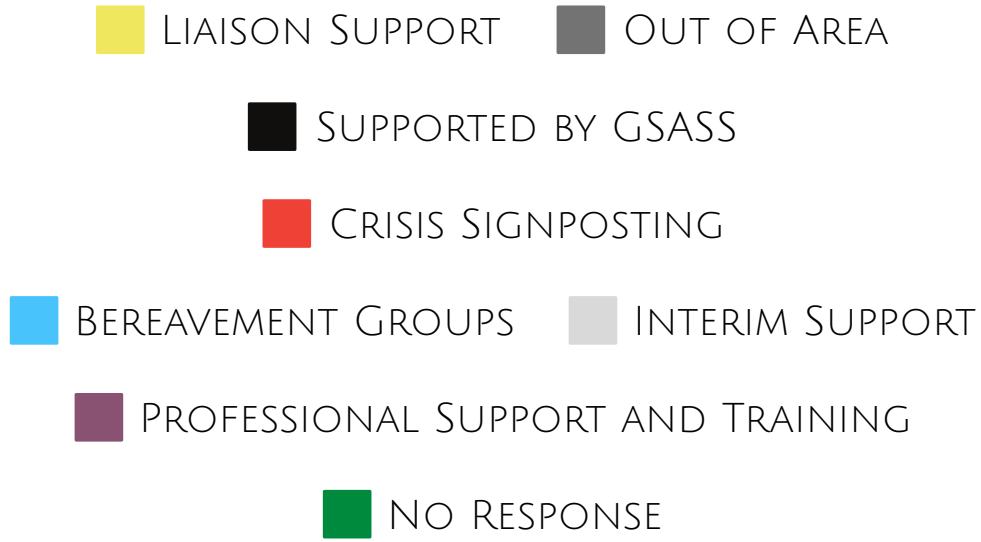 Liaison Support Out of Area
Supported by GSASS
Crisis Signposting
Bereavement Groups Interim Support
Professional Support and Training
No Response